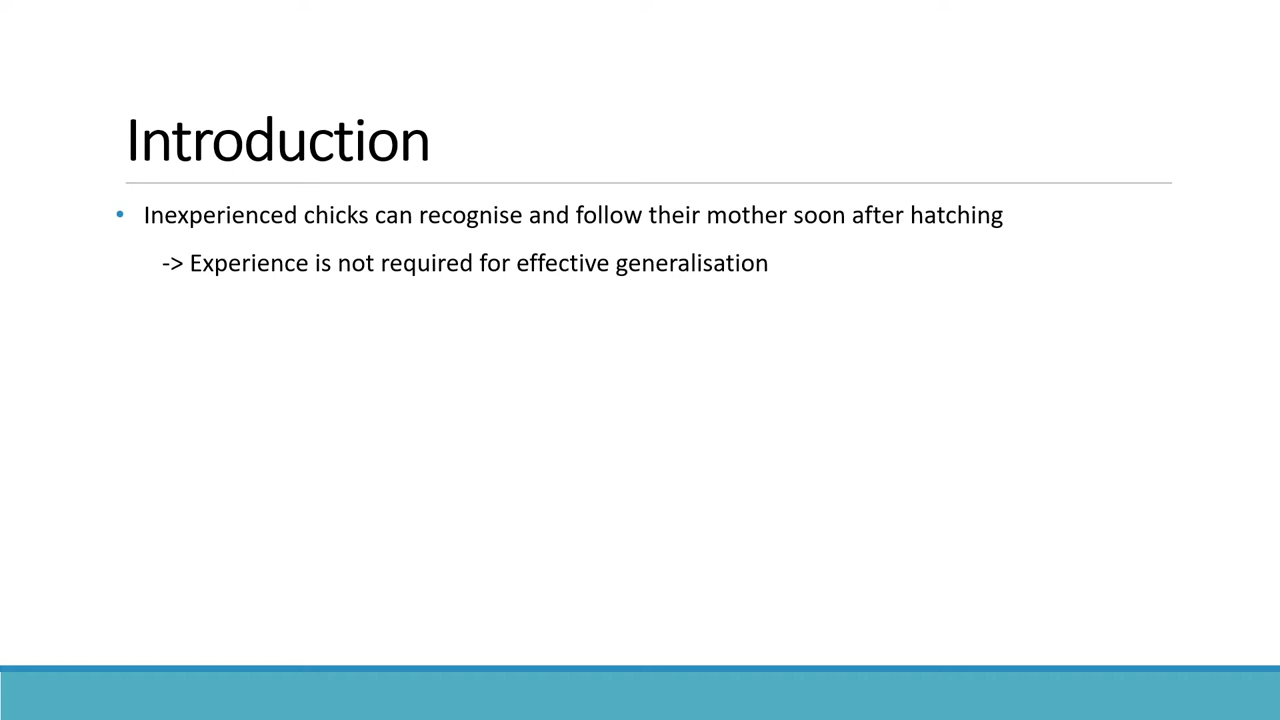 Introduction
• Inexperienced chicks can recognise and follow their mother soon after hatching
-> Experience is not required for effective generalisation